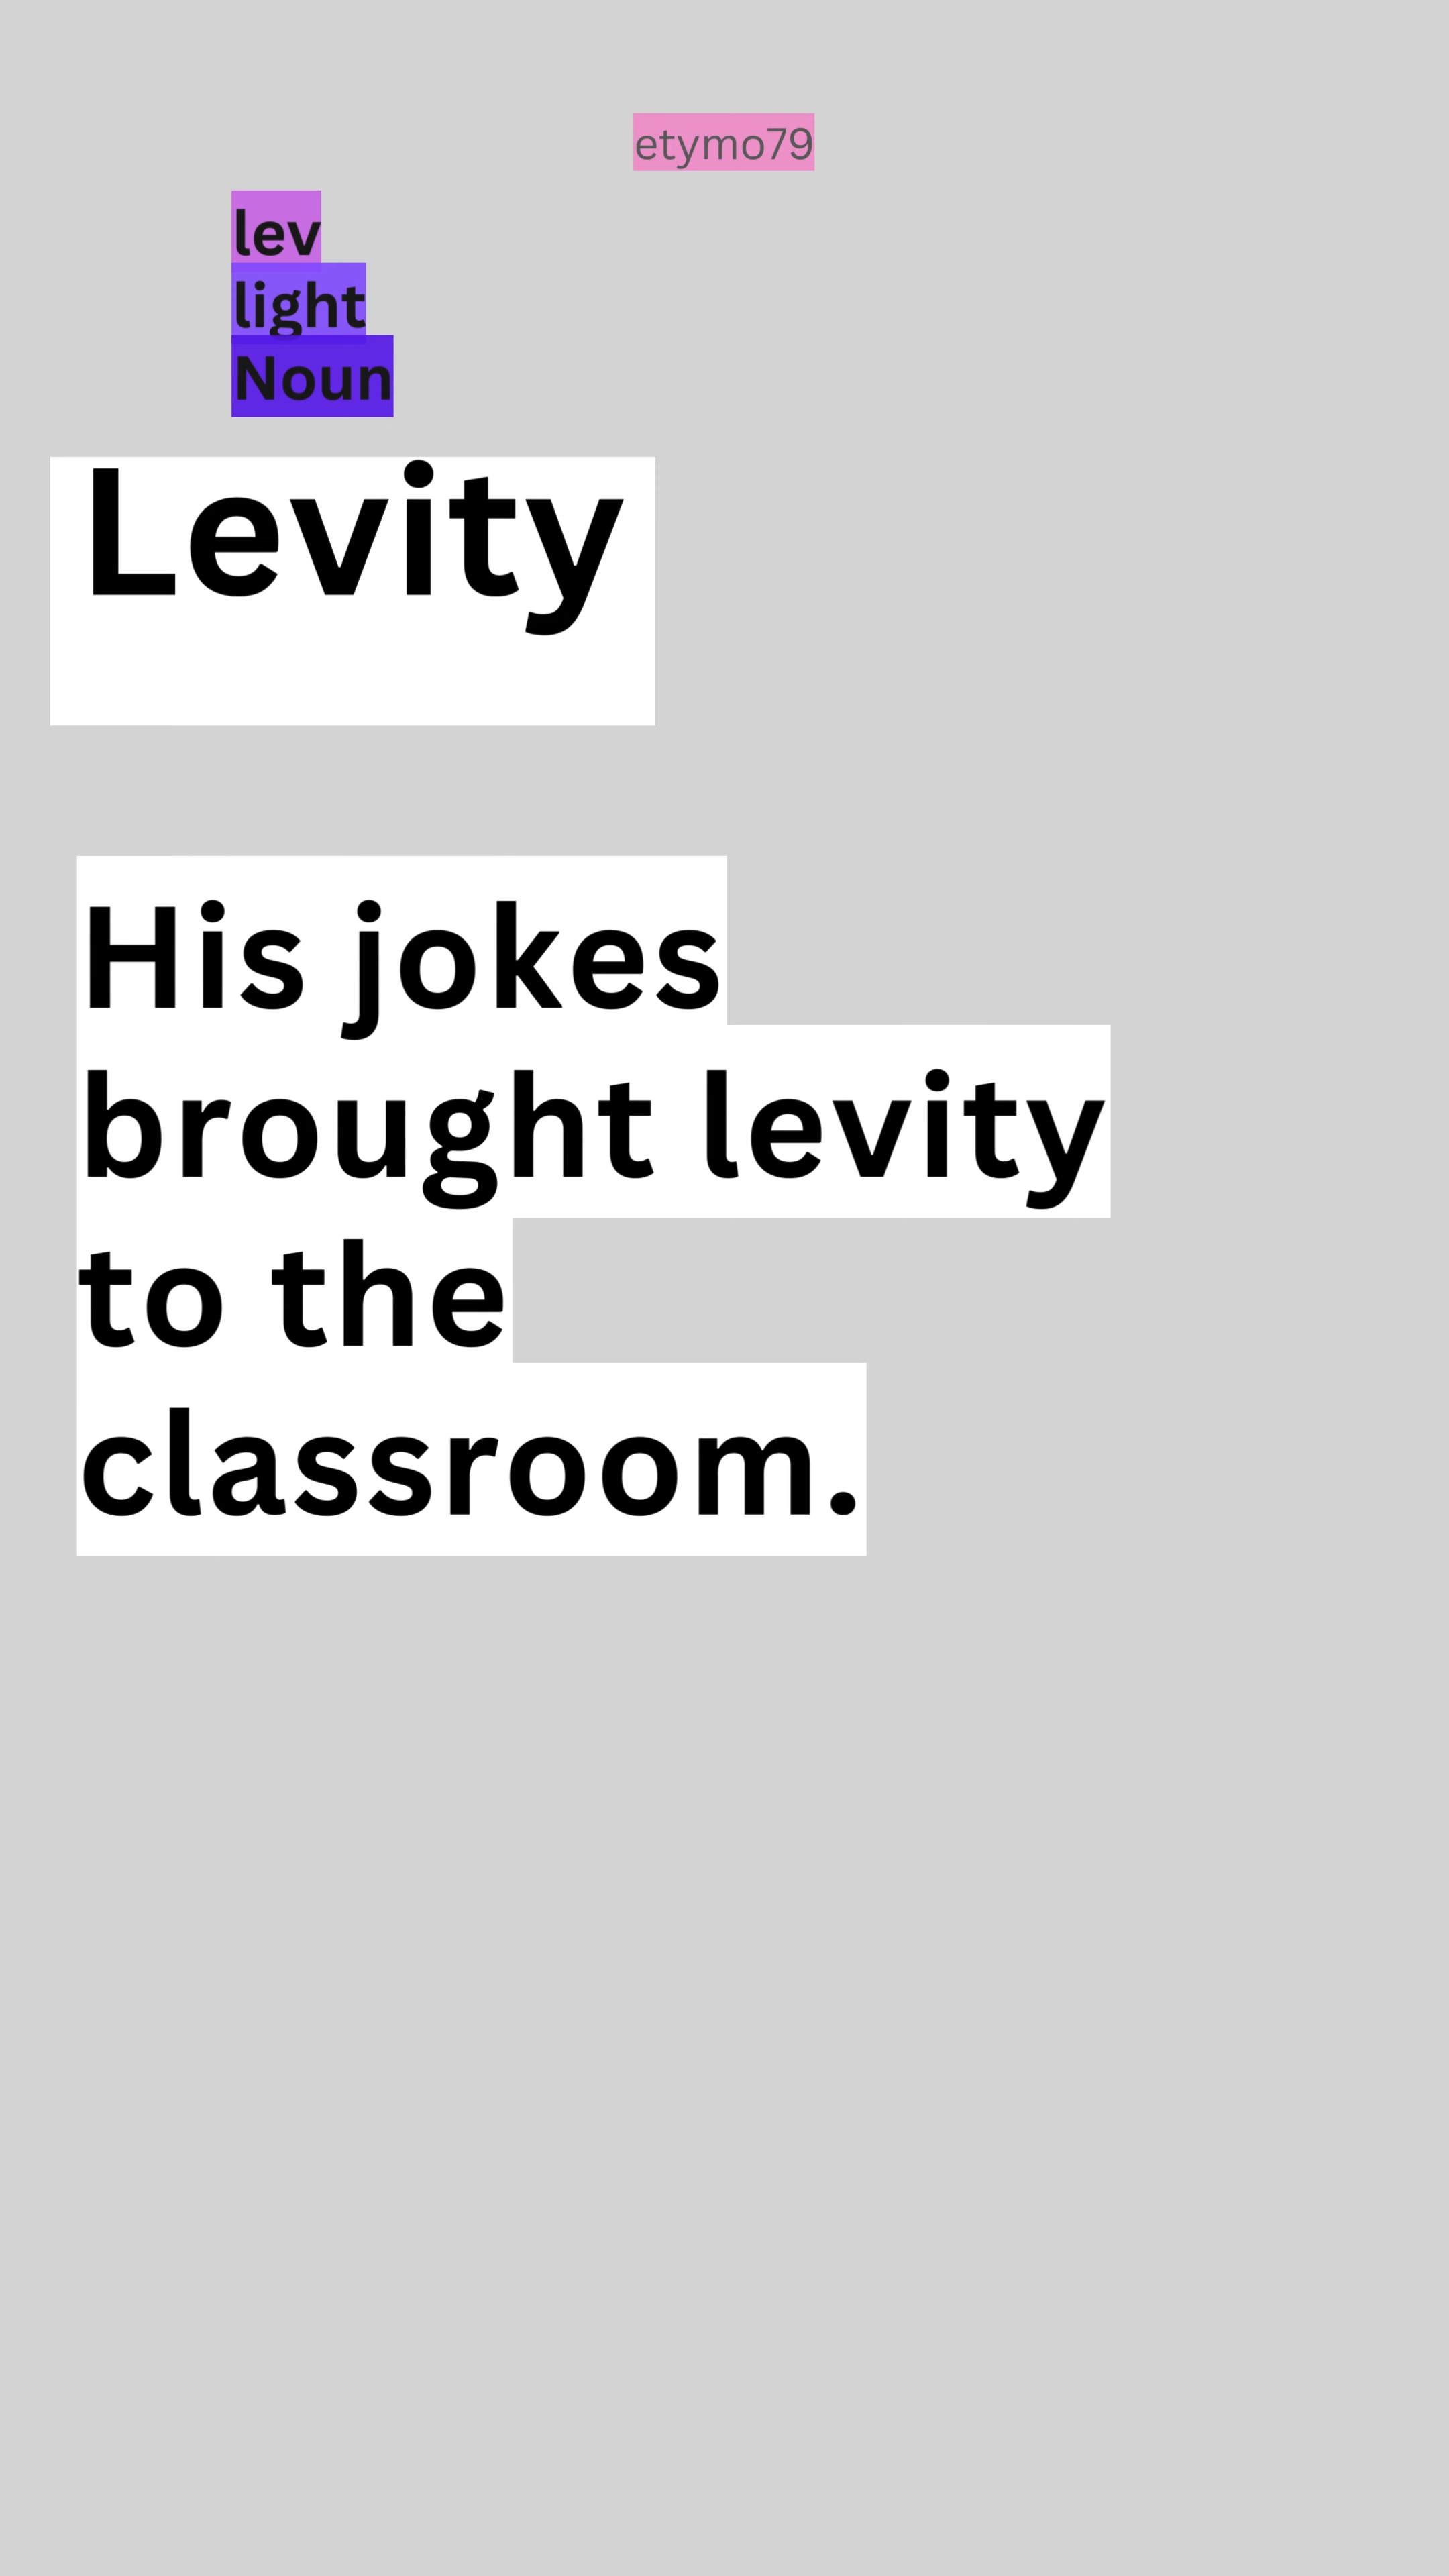 etymo79
lev
light
Noun
Levity
His jokes
brought levity
to the
classroom.